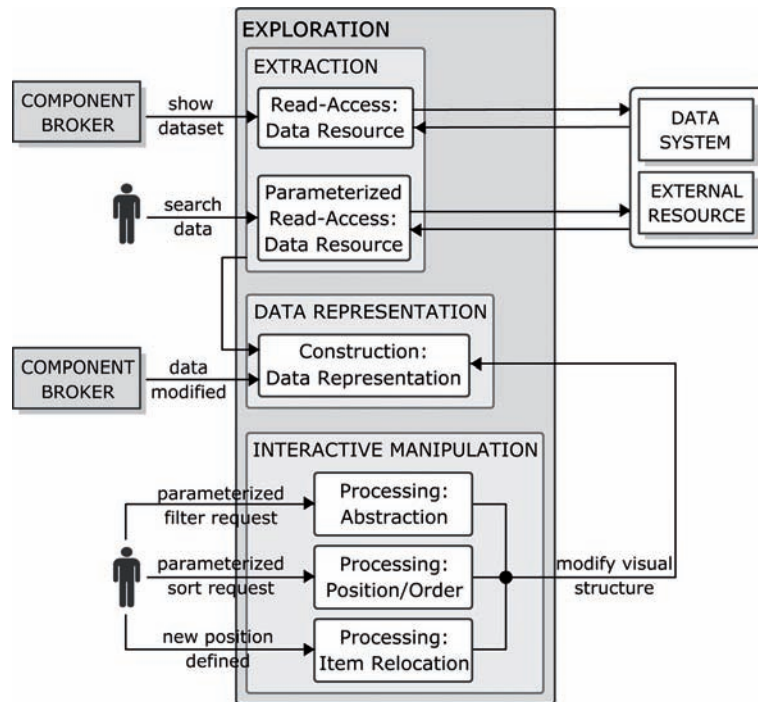 EXPLORATION
EXTRACTION
COMPONENT
BROKER
show
dataset
Read-Access:
Data Resource
DATA
SYSTEM
search
data
Parameterized
Read-Access:
Data Resource
EXTERNAL
RESOURCE
DATA REPRESENTATION
COMPONENT
BROKER
data
modified
Construction:
Data Representation
INTERACTIVE MANIPULATION
parameterized
filter request
Processing:
Abstraction
parameterized
sort request
Processing:
Position/Order
modify visual
structure
new position
defined
Processing:
Item Relocation